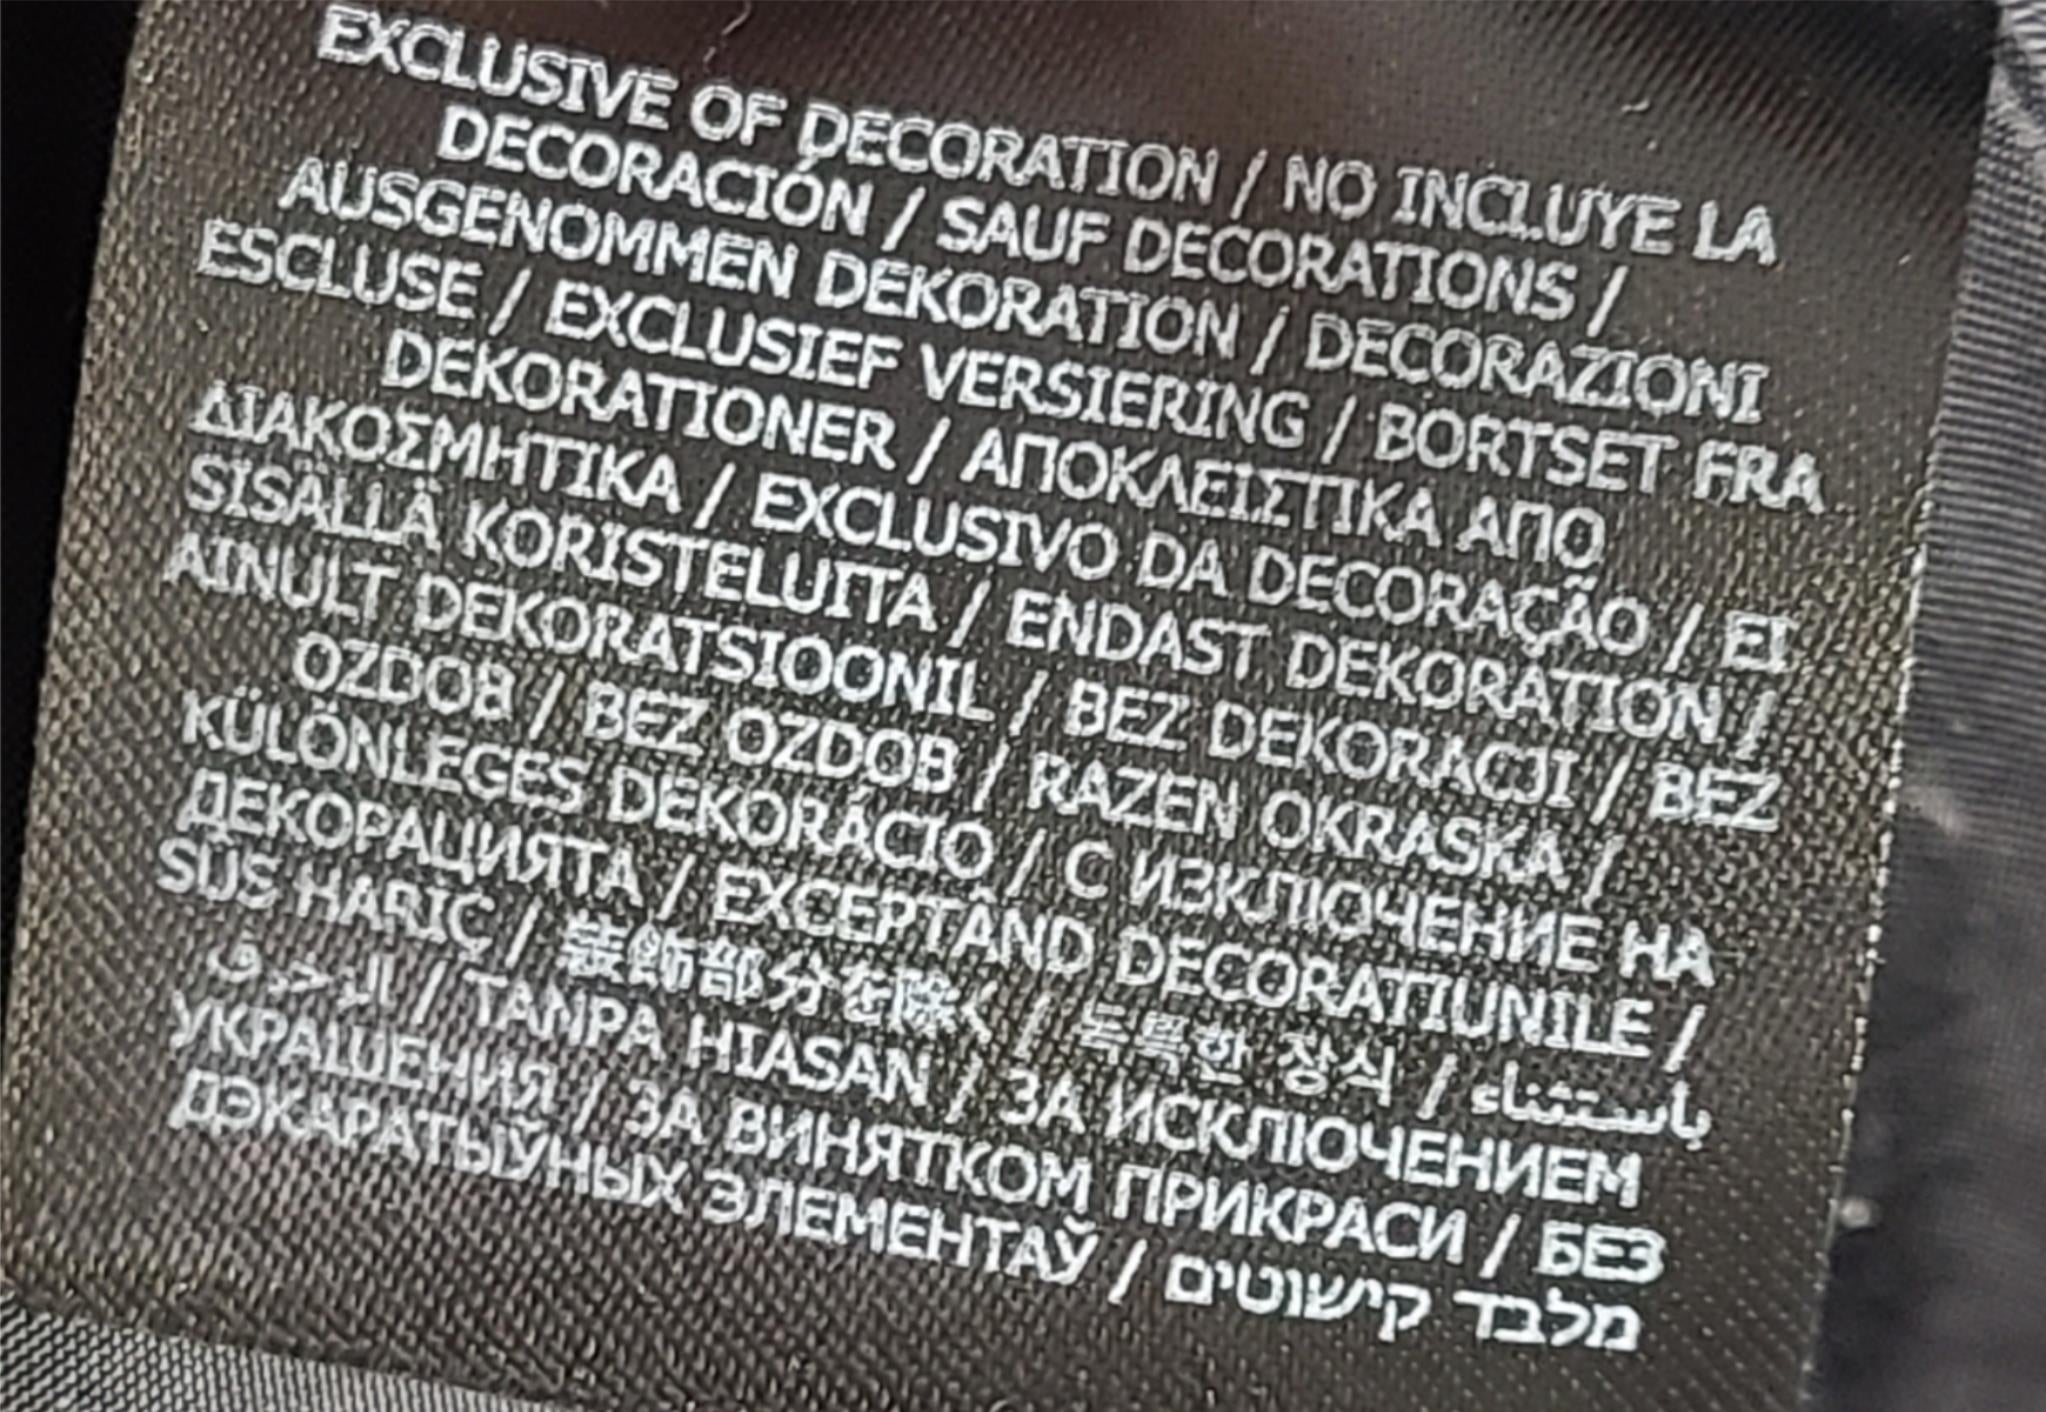 EXCLUSIVE OF DECORATION / NO INCLUYE LA
DECORACIÓN / SAUF DECORATIONS /
AUSGENOMMEN DEKORATION / DECORAZIONI
ESCLUSE / EXCLUSIEF VERSIERING / BORTSET FRA
DEKORATIONER / ΑΠΟΚΛΕΙΣΤΙΚΑ ΑΠΟ
ΔΙΑΚΟΣΜΗΤΙΚΑ / EXCLUSIVO DA DECORAÇÃO / EI
SISÄLLÄ KORISTELUITA / ENDAST DEKORATION /
AINULT DEKORATSIOONIL / BEZ DEKORACJI / BEZ
OZDOB / BEZ OZDOB / RAZEN OKRASKA /
KÜLÖNLEGES DEKORÁCIÓ / С ИЗКЛЮЧЕНИЕ НА
ДЕКОРАЦИЯТА / EXCEPTÂND DECORATIUNILE /
SÜS HARIÇ / 装飾部分を除く / 독특한 장식 / باستثناء
الزخرف / TANPA HIASAN / ЗА ИСКЛЮЧЕНИЕМ
УКРАШЕНИЯ / ЗА ВИНЯТКОМ ПРИКРАСИ / БЕЗ
ДЭКАРАТЫЎНЫХ ЭЛЕМЕНТАЎ / מלבד קישוטים